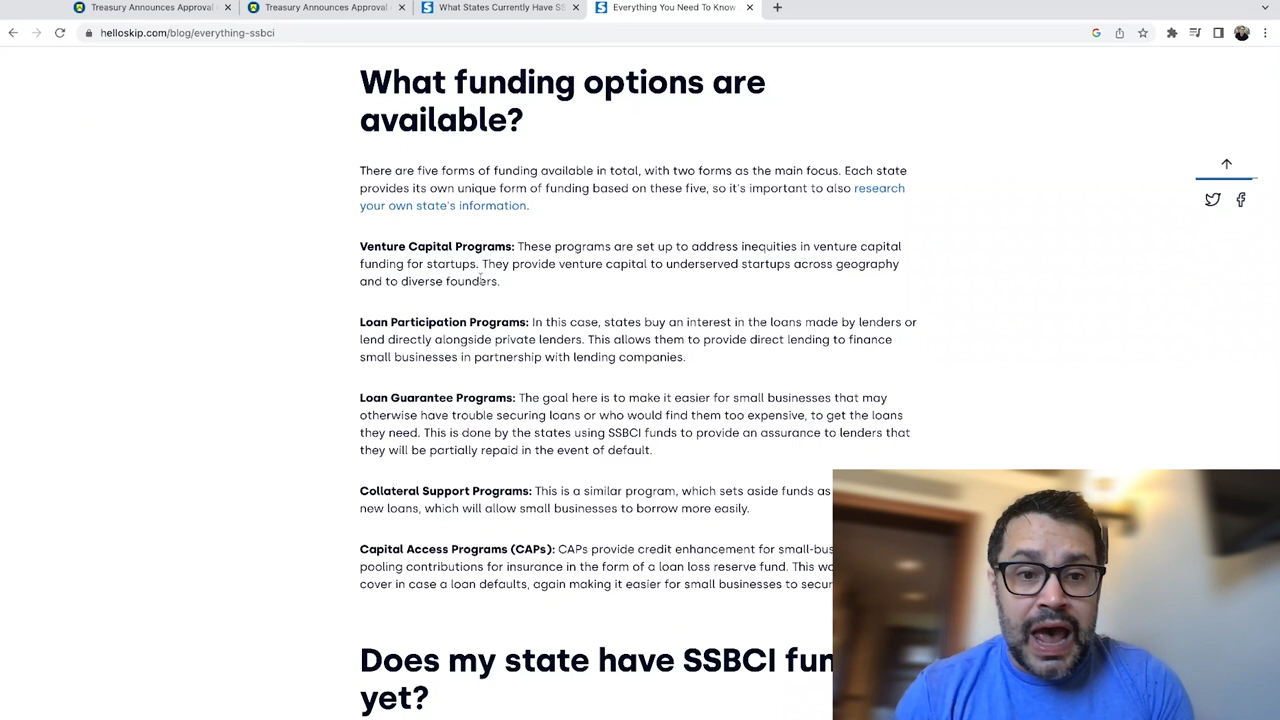 Treasury Announces Approval
Treasury Announces Approval
What States Currently Have SS
Everything You Need To Know
helloskip.com/blog/everything-ssbci
What funding options are
available?
There are five forms of funding available in total, with two forms as the main focus. Each state
provides its own unique form of funding based on these five, so it's important to also research
your own state's information.
Venture Capital Programs: These programs are set up to address inequities in venture capital
funding for startups. They provide venture capital to underserved startups across geography
and to diverse founders.
Loan Participation Programs: In this case, states buy an interest in the loans made by lenders or
lend directly alongside private lenders. This allows them to provide direct lending to finance
small businesses in partnership with lending companies.
Loan Guarantee Programs: The goal here is to make it easier for small businesses that may
otherwise have trouble securing loans or who would find them too expensive, to get the loans
they need. This is done by the states using SSBCI funds to provide an assurance to lenders that
they will be partially repaid in the event of default.
Collateral Support Programs: This is a similar program, which sets aside funds as
new loans, which will allow small businesses to borrow more easily.
Capital Access Programs (CAPs): CAPs provide credit enhancement for small-bus
pooling contributions for insurance in the form of a loan loss reserve fund. This
cover in case a loan defaults, again making it easier for small businesses to
Does my state have SSBCI
yet?